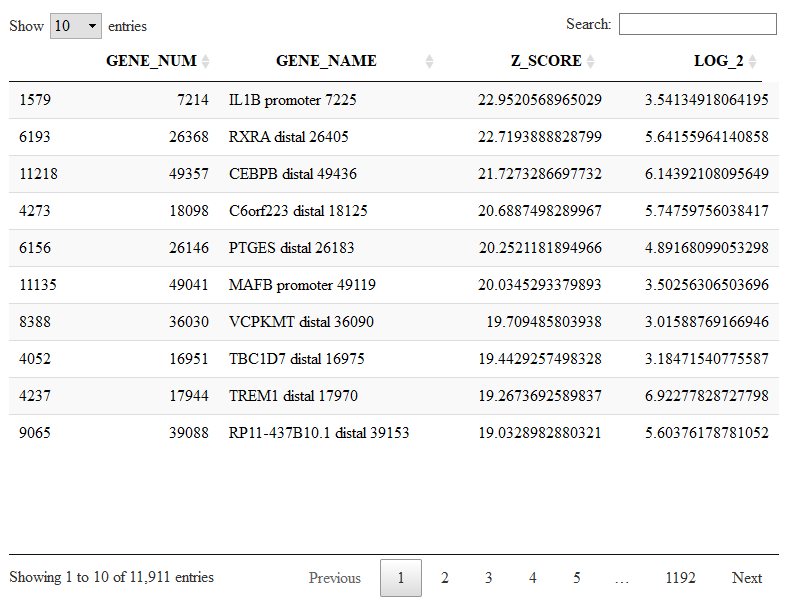 Show 10 entries Search:
GENE_NUM GENE_NAME Z_SCORE LOG_2
1579 7214 IL1B promoter 7225 22.9520568965029 3.54134918064195
6193 26368 RXRA distal 26405 22.7193888828799 5.64155964140858
11218 49357 CEBPB distal 49436 21.7273286697732 6.14392108095649
4273 18098 C6orf223 distal 18125 20.6887498289967 5.74759756038417
6156 26146 PTGES distal 26183 20.2521181894966 4.89168099053298
11135 49041 MAFB promoter 49119 20.0345293379893 3.50256306503696
8388 36030 VCPKMT distal 36090 19.709485803938 3.01588769166946
4052 16951 TBC1D7 distal 16975 19.4429257498328 3.18471540775587
4237 17944 TREM1 distal 17970 19.2673692589837 6.92277828727798
9065 39088 RP11-437B10.1 distal 39153 19.0328982880321 5.60376178781052
Showing 1 to 10 of 11,911 entries Previous 1 2 3 4 5 … 1192 Next